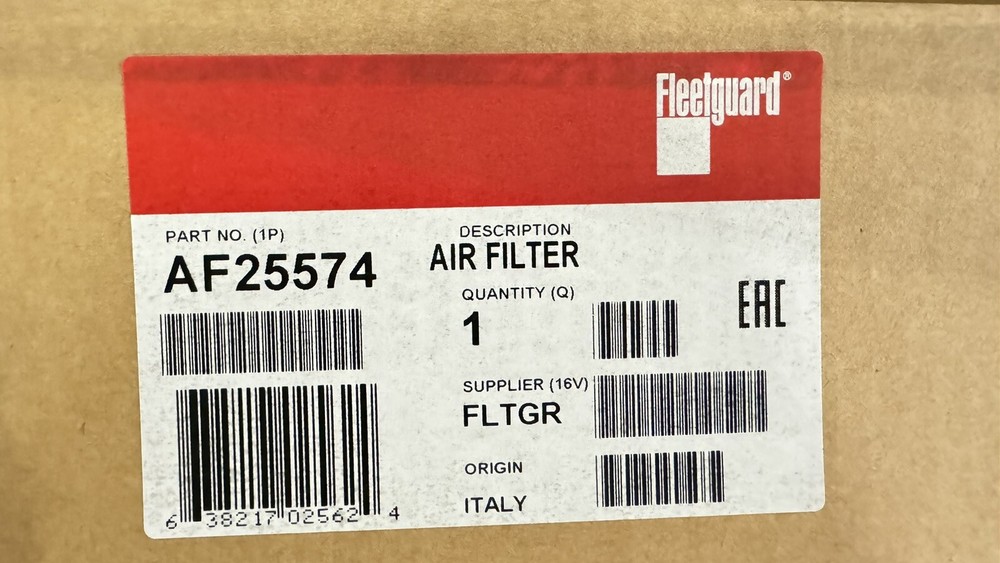 Fleetguard®
PART NO. (1P)
AF25574
DESCRIPTION
AIR FILTER
QUANTITY (Q)
1
EAC
SUPPLIER (16V)
FLTGR
ORIGIN
ITALY
6 38217 02562 4